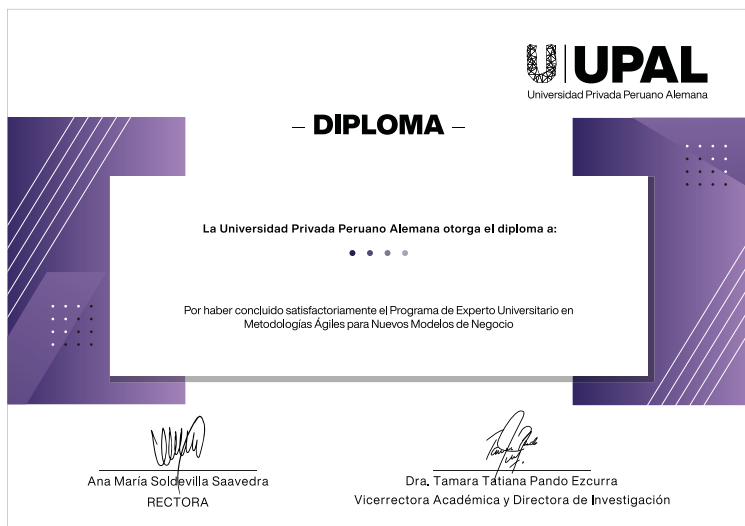 UPAL
Universidad Privada Peruano Alemana
– DIPLOMA –
La Universidad Privada Peruano Alemana otorga el diploma a:
Por haber concluido satisfactoriamente el Programa de Experto Universitario en
Metodologías Ágiles para Nuevos Modelos de Negocio
Ana María Soldevilla Saavedra
RECTORA
Dra. Tamara Tatiana Pando Ezcurra
Vicerrectora Académica y Directora de Investigación